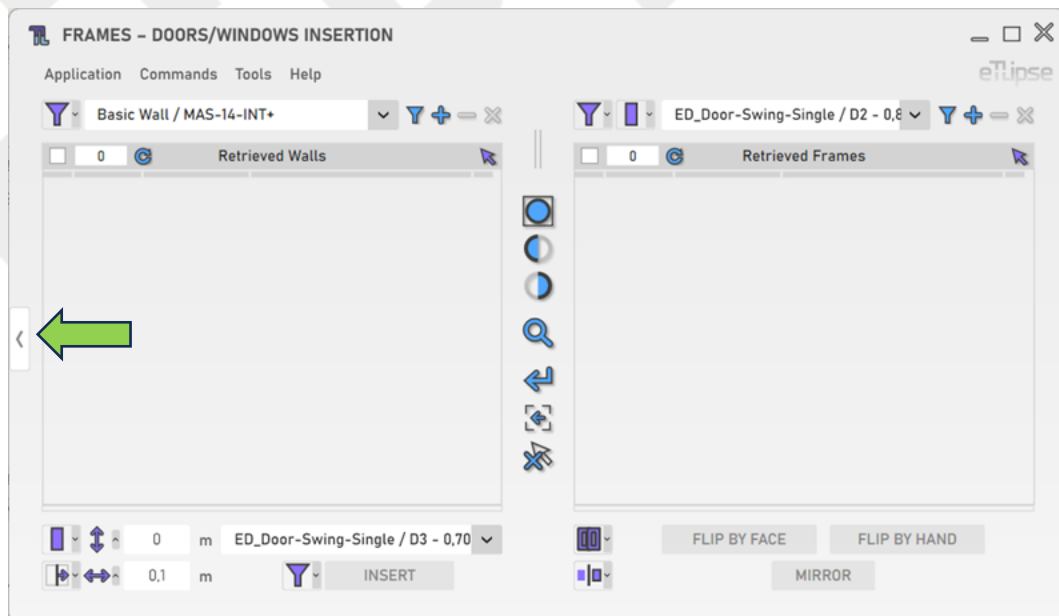 FRAMES – DOORS/WINDOWS INSERTION
Application Commands Tools Help
eTLipse
Basic Wall / MAS-14-INT+
ED_Door-Swing-Single / D2 - 0,8
0 Retrieved Walls
0 Retrieved Frames
0 m ED_Door-Swing-Single / D3 - 0,70
FLIP BY FACE FLIP BY HAND
0,1 m INSERT
MIRROR